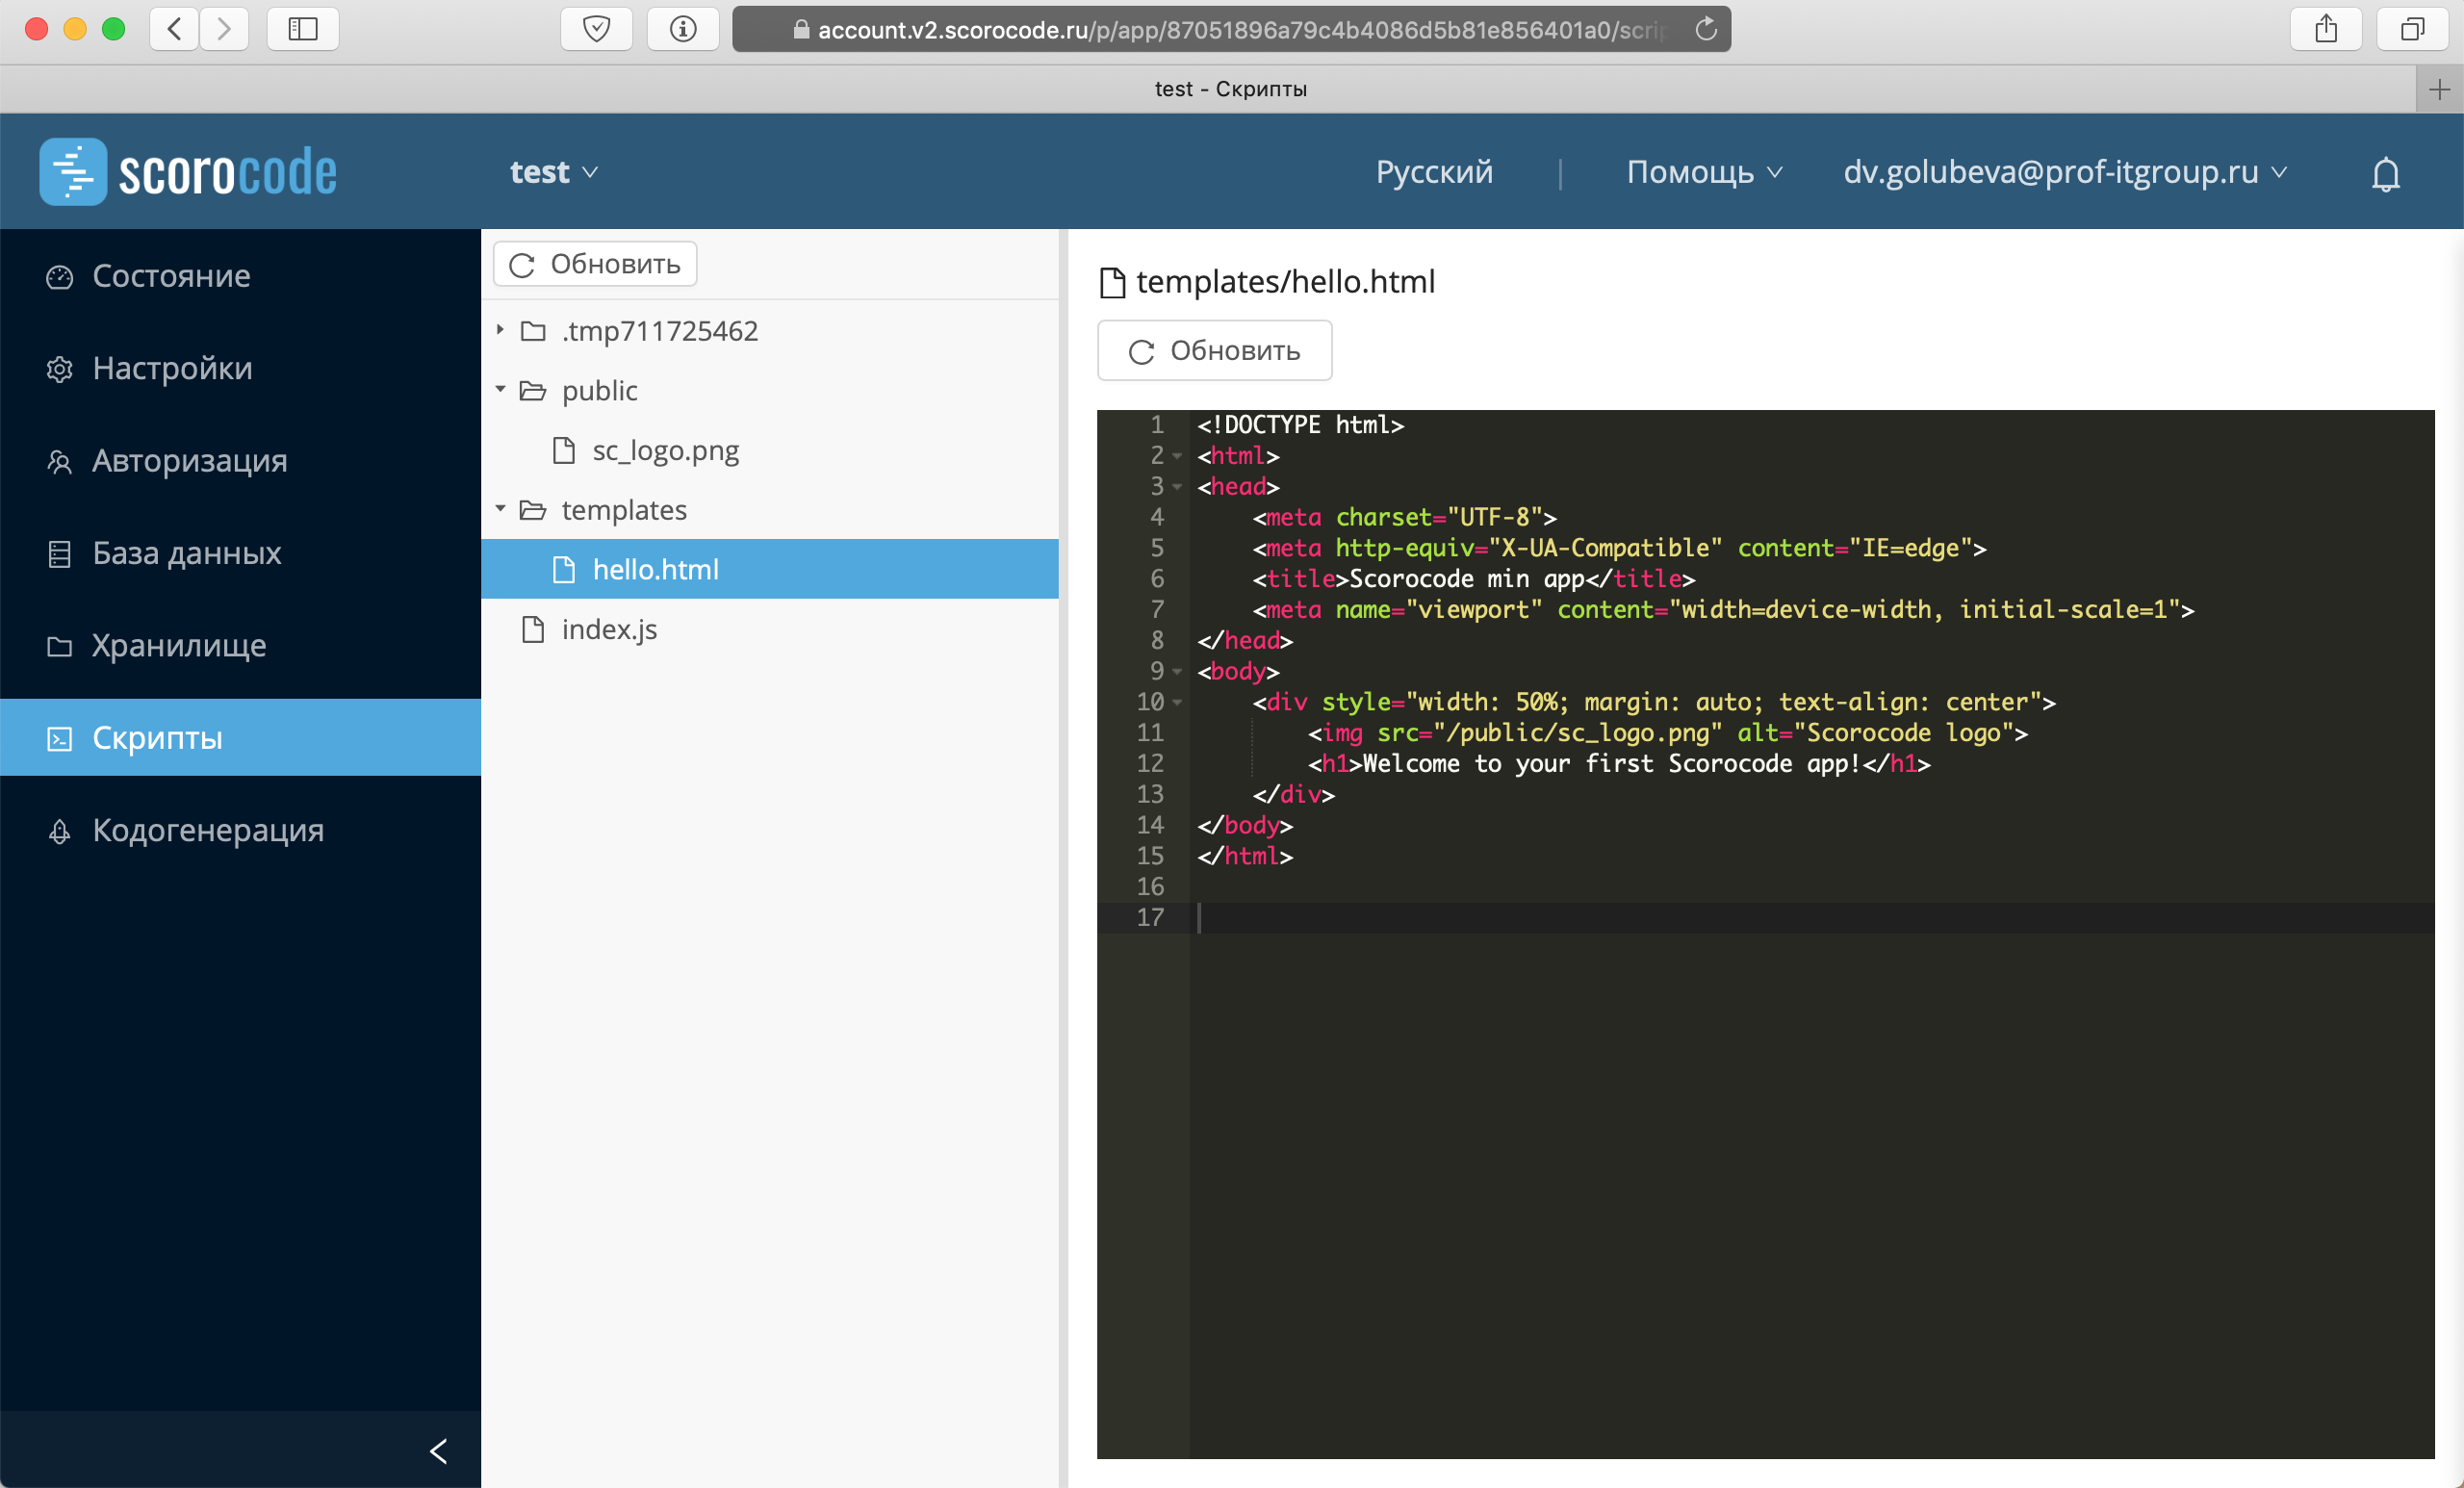 account.v2.scorocode.ru/p/app/87051896a79c4b4086d5b81e856401a0/scrip
test - Скрипты
scorocode
test
Русский | Помощь dv.golubeva@prof-itgroup.ru
Состояние
Настройки
Авторизация
База данных
Хранилище
Скрипты
Кодогенерация
Обновить
.tmp711725462
public
sc_logo.png
templates
hello.html
index.js
templates/hello.html
Обновить
1 <!DOCTYPE html>
2 <html>
3 <head>
4     <meta charset="UTF-8">
5     <meta http-equiv="X-UA-Compatible" content="IE=edge">
6     <title>Scorocode min app</title>
7     <meta name="viewport" content="width=device-width, initial-scale=1">
8 </head>
9 <body>
10     <div style="width: 50%; margin: auto; text-align: center">
11         <img src="/public/sc_logo.png" alt="Scorocode logo">
12         <h1>Welcome to your first Scorocode app!</h1>
13     </div>
14 </body>
15 </html>
16
17